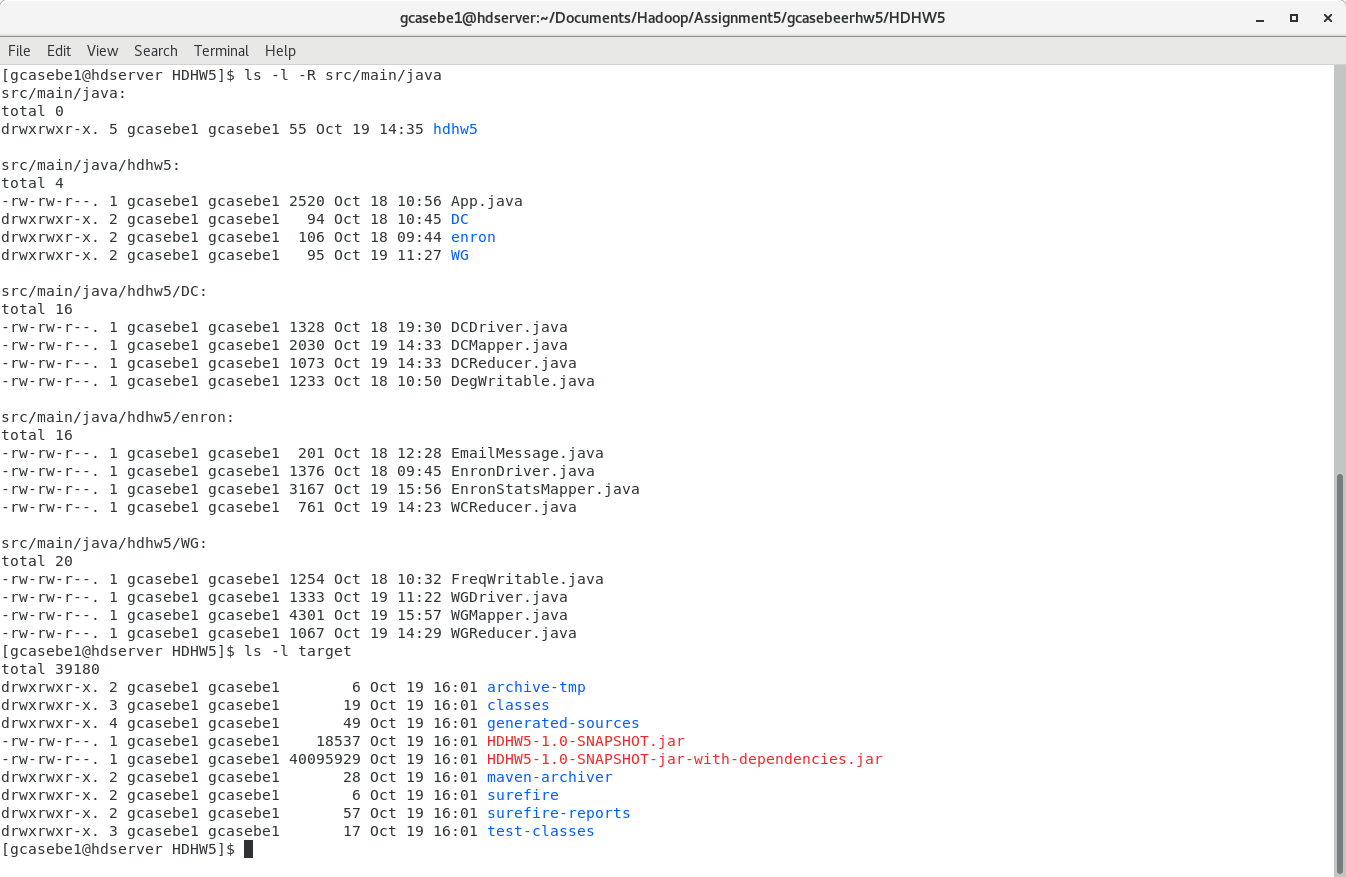 gcasebe1@hdserver:~/Documents/Hadoop/Assignment5/gcasebeerhw5/HDHW5
File Edit View Search Terminal Help
[gcasebe1@hdserver HDHW5]$ ls -l -R src/main/java
src/main/java:
total 0
drwxrwxr-x. 5 gcasebe1 gcasebe1 55 Oct 19 14:35 hdhw5

src/main/java/hdhw5:
total 4
-rw-rw-r--. 1 gcasebe1 gcasebe1 2520 Oct 18 10:56 App.java
drwxrwxr-x. 2 gcasebe1 gcasebe1   94 Oct 18 10:45 DC
drwxrwxr-x. 2 gcasebe1 gcasebe1  106 Oct 18 09:44 enron
drwxrwxr-x. 2 gcasebe1 gcasebe1   95 Oct 19 11:27 WG

src/main/java/hdhw5/DC:
total 16
-rw-rw-r--. 1 gcasebe1 gcasebe1 1328 Oct 18 19:30 DCDriver.java
-rw-rw-r--. 1 gcasebe1 gcasebe1 2030 Oct 19 14:33 DCMapper.java
-rw-rw-r--. 1 gcasebe1 gcasebe1 1073 Oct 19 14:33 DCReducer.java
-rw-rw-r--. 1 gcasebe1 gcasebe1 1233 Oct 18 10:50 DegWritable.java

src/main/java/hdhw5/enron:
total 16
-rw-rw-r--. 1 gcasebe1 gcasebe1  201 Oct 18 12:28 EmailMessage.java
-rw-rw-r--. 1 gcasebe1 gcasebe1 1376 Oct 18 09:45 EnronDriver.java
-rw-rw-r--. 1 gcasebe1 gcasebe1 3167 Oct 19 15:56 EnronStatsMapper.java
-rw-rw-r--. 1 gcasebe1 gcasebe1  761 Oct 19 14:23 WCReducer.java

src/main/java/hdhw5/WG:
total 20
-rw-rw-r--. 1 gcasebe1 gcasebe1 1254 Oct 18 10:32 FreqWritable.java
-rw-rw-r--. 1 gcasebe1 gcasebe1 1333 Oct 19 11:22 WGDriver.java
-rw-rw-r--. 1 gcasebe1 gcasebe1 4301 Oct 19 15:57 WGMapper.java
-rw-rw-r--. 1 gcasebe1 gcasebe1 1067 Oct 19 14:29 WGReducer.java
[gcasebe1@hdserver HDHW5]$ ls -l target
total 39180
drwxrwxr-x. 2 gcasebe1 gcasebe1        6 Oct 19 16:01 archive-tmp
drwxrwxr-x. 3 gcasebe1 gcasebe1       19 Oct 19 16:01 classes
drwxrwxr-x. 4 gcasebe1 gcasebe1       49 Oct 19 16:01 generated-sources
-rw-rw-r--. 1 gcasebe1 gcasebe1    18537 Oct 19 16:01 HDHW5-1.0-SNAPSHOT.jar
-rw-rw-r--. 1 gcasebe1 gcasebe1 40095929 Oct 19 16:01 HDHW5-1.0-SNAPSHOT-jar-with-dependencies.jar
drwxrwxr-x. 2 gcasebe1 gcasebe1       28 Oct 19 16:01 maven-archiver
drwxrwxr-x. 2 gcasebe1 gcasebe1        6 Oct 19 16:01 surefire
drwxrwxr-x. 2 gcasebe1 gcasebe1       57 Oct 19 16:01 surefire-reports
drwxrwxr-x. 3 gcasebe1 gcasebe1       17 Oct 19 16:01 test-classes
[gcasebe1@hdserver HDHW5]$